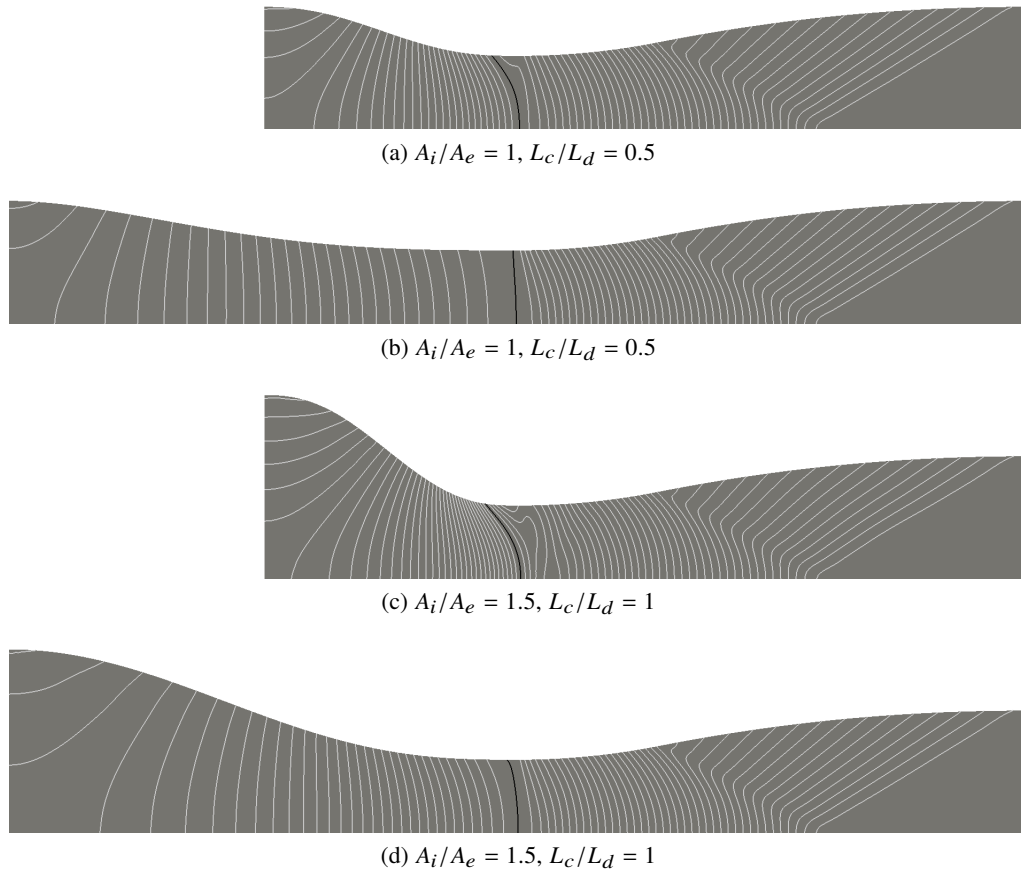 (a) $A_i/A_e = 1$, $L_c/L_d = 0.5$
(b) $A_i/A_e = 1$, $L_c/L_d = 0.5$
(c) $A_i/A_e = 1.5$, $L_c/L_d = 1$
(d) $A_i/A_e = 1.5$, $L_c/L_d = 1$